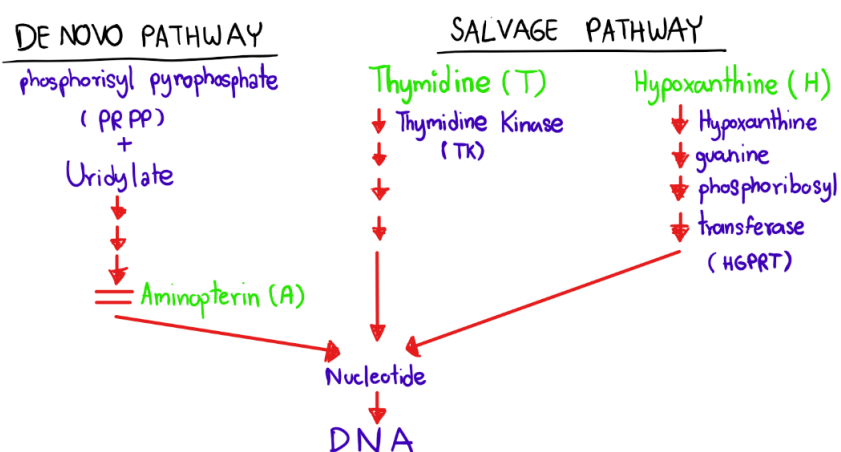 DE NOVO PATHWAY
phosphorisyl pyrophosphate
(PRPP)
+
Uridylate
Aminopterin (A)
SALVAGE PATHWAY
Thymidine (T)
Thymidine Kinase
(TK)
Hypoxanthine (H)
Hypoxanthine
guanine
phosphoribosyl
transferase
(HGPRT)
Nucleotide
DNA